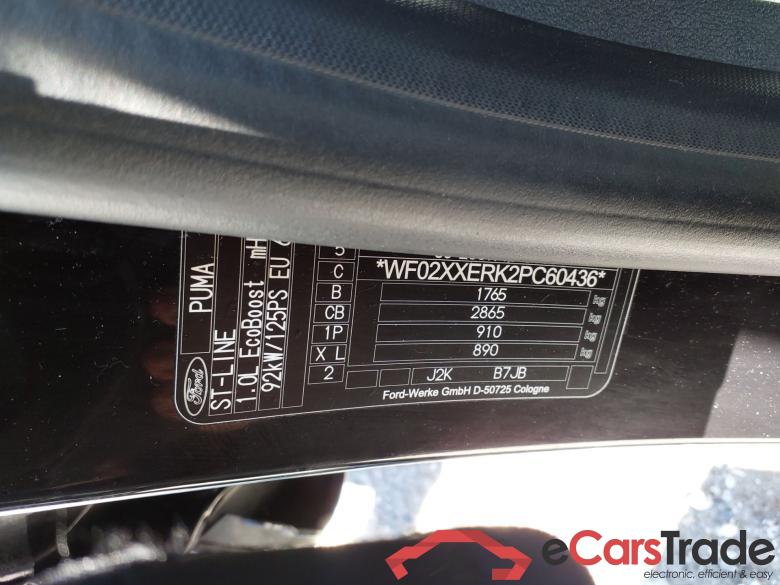 Ford
PUMA
ST-LINE
1.0L EcoBoost
92kW/125PS EU
5
C
B
CB
1P
X L
2
*WF02XXERK2PC60436*
1765 kg
2865 kg
910 kg
890 kg
J2K B7JB
Ford-Werke GmbH D-50725 Cologne
eCarsTrade
electronic, efficient & easy